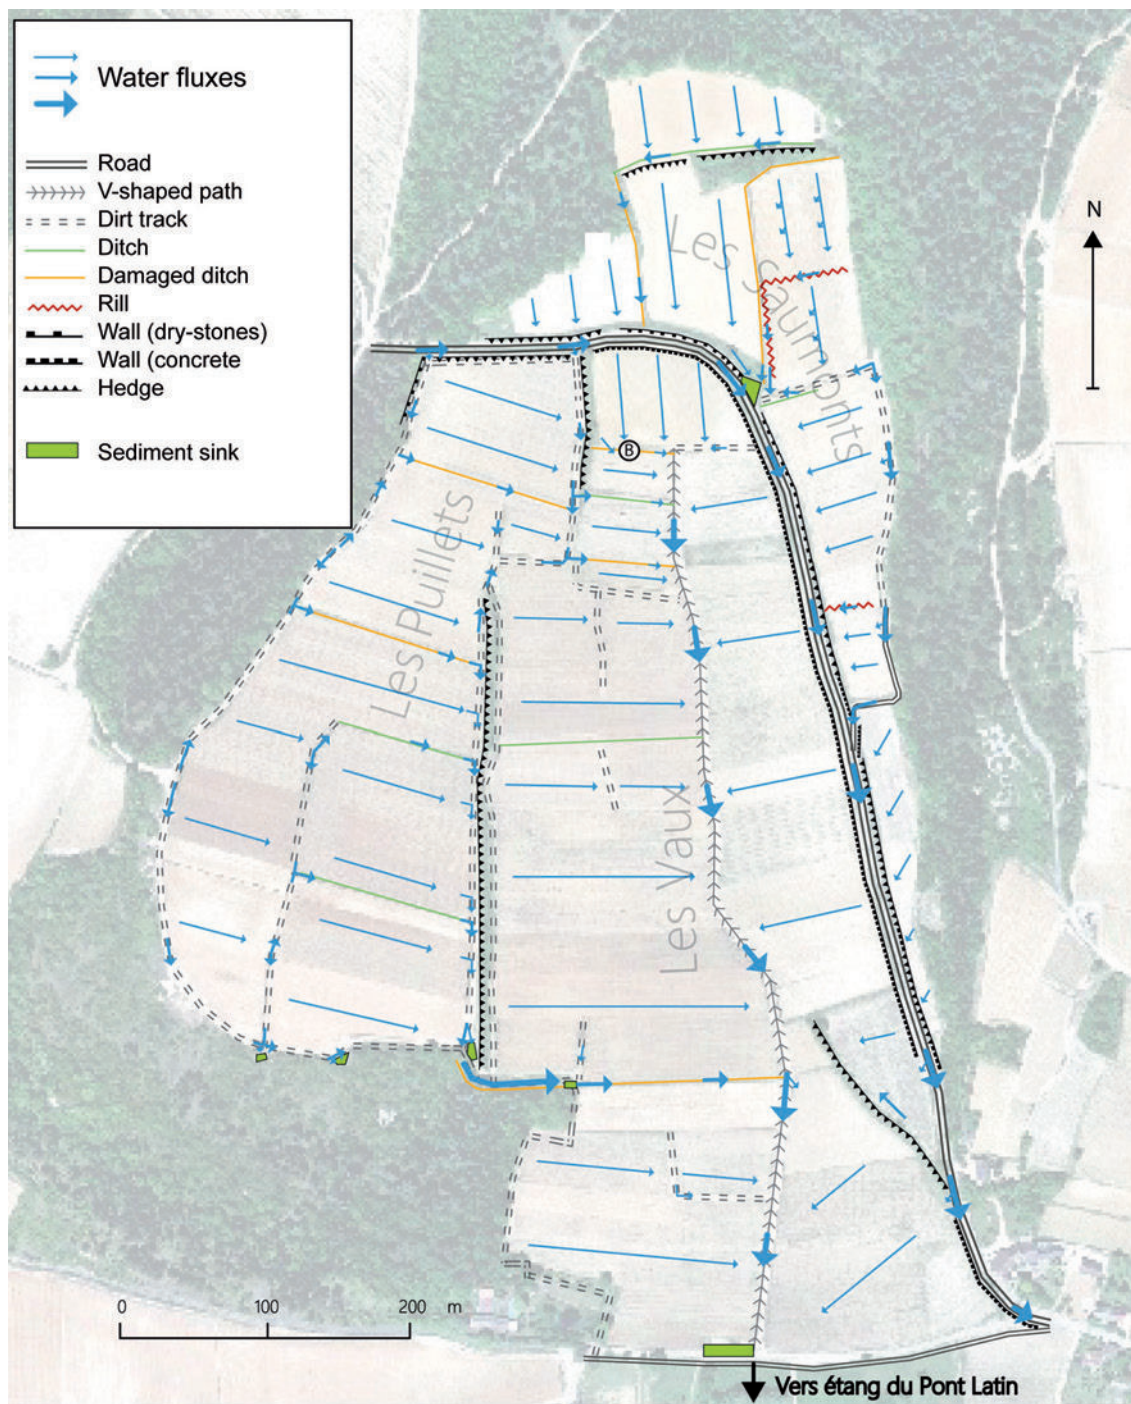 Water fluxes
Road
V-shaped path
Dirt track
Ditch
Damaged ditch
Rill
Wall (dry-stones)
Wall (concrete
Hedge
Sediment sink
N
Les Saumonts
B
Les Puillets
Les Vaux
0 100 200 m
Vers étang du Pont Latin